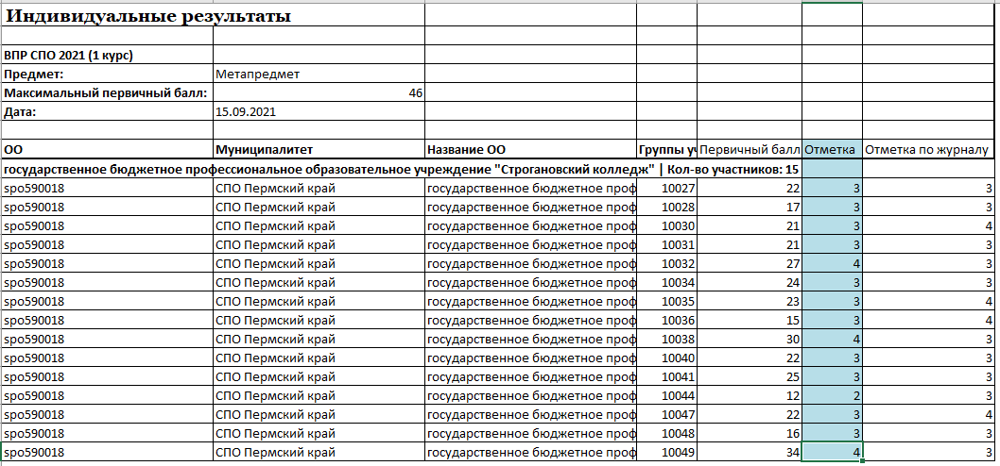 Индивидуальные результаты
ВПР СПО 2021 (1 курс)
Предмет: Метапредмет
Максимальный первичный балл: 46
Дата: 15.09.2021
ОО Муниципалитет Название ОО Группы уч Первичный балл Отметка Отметка по журналу
государственное бюджетное профессиональное образовательное учреждение "Строгановский колледж" | Кол-во участников: 15
spo590018 СПО Пермский край государственное бюджетное проф 10027 22 3 3
spo590018 СПО Пермский край государственное бюджетное проф 10028 17 3 3
spo590018 СПО Пермский край государственное бюджетное проф 10030 21 3 4
spo590018 СПО Пермский край государственное бюджетное проф 10031 21 3 3
spo590018 СПО Пермский край государственное бюджетное проф 10032 27 4 3
spo590018 СПО Пермский край государственное бюджетное проф 10034 24 3 3
spo590018 СПО Пермский край государственное бюджетное проф 10035 23 3 4
spo590018 СПО Пермский край государственное бюджетное проф 10036 15 3 4
spo590018 СПО Пермский край государственное бюджетное проф 10038 30 4 3
spo590018 СПО Пермский край государственное бюджетное проф 10040 22 3 3
spo590018 СПО Пермский край государственное бюджетное проф 10041 25 3 3
spo590018 СПО Пермский край государственное бюджетное проф 10044 12 2 3
spo590018 СПО Пермский край государственное бюджетное проф 10047 22 3 4
spo590018 СПО Пермский край государственное бюджетное проф 10048 16 3 3
spo590018 СПО Пермский край государственное бюджетное проф 10049 34 4 3